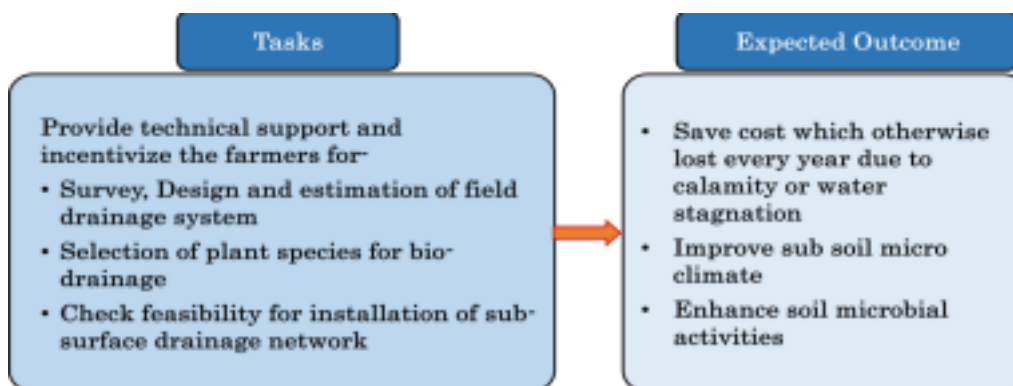 Tasks
Provide technical support and
incentivize the farmers for-
• Survey, Design and estimation of field
drainage system
• Selection of plant species for bio-
drainage
• Check feasibility for installation of sub-
surface drainage network
Expected Outcome
• Save cost which otherwise
lost every year due to
calamity or water
stagnation
• Improve sub soil micro
climate
• Enhance soil microbial
activities